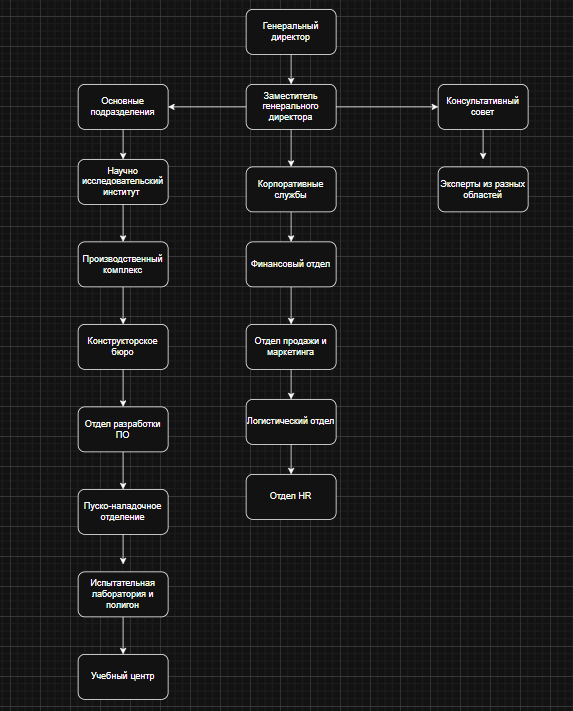 Генеральный
директор
Основные
подразделения
Заместитель
генерального
директора
Консультативный
совет
Научно
исследовательский
институт
Корпоративные
службы
Эксперты из разных
областей
Производственный
комплекс
Финансовый отдел
Конструкторское
бюро
Отдел продажи и
маркетинга
Отдел разработки
ПО
Логистический отдел
Пуско-наладочное
отделение
Отдел HR
Испытательная
лаборатория и
полигон
Учебный центр